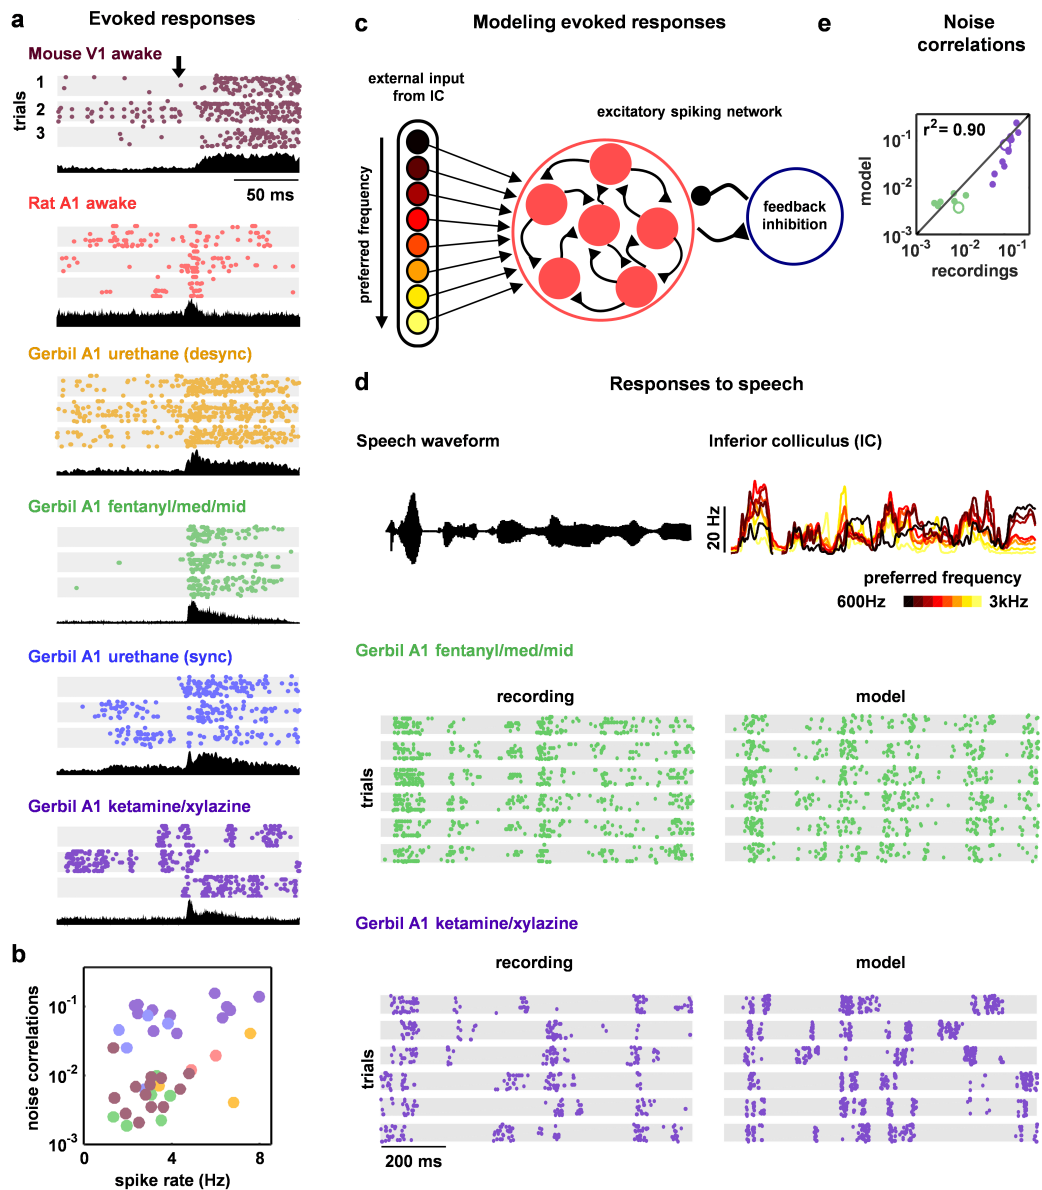 a
Evoked responses
Mouse V1 awake
trials
1
2
3
50 ms
Rat A1 awake
Gerbil A1 urethane (desync)
Gerbil A1 fentanyl/med/mid
Gerbil A1 urethane (sync)
Gerbil A1 ketamine/xylazine
b
noise correlations
10-1
10-2
10-3
0
4
8
spike rate (Hz)
c
Modeling evoked responses
external input
from IC
preferred frequency
excitatory spiking network
feedback
inhibition
d
Responses to speech
Speech waveform
Inferior colliculus (IC)
20 Hz
preferred frequency
600Hz
3kHz
Gerbil A1 fentanyl/med/mid
recording
model
trials
Gerbil A1 ketamine/xylazine
recording
model
trials
200 ms
e
Noise
correlations
r2= 0.90
model
10-1
10-2
10-3
10-3
10-2
10-1
recordings